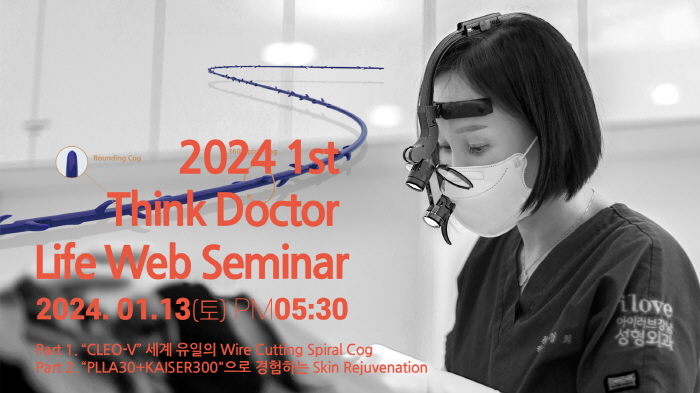 Rounding Cog
2024 1st
Think Doctor
Life Web Seminar
2024. 01.13(토) PM05:30
Part 1. "CLEO-V" 세계 유일의 Wire Cutting Spiral Cog
Part 2. "PLLA30+KAISER300"으로 경험하는 Skin Rejuvenation
ilove
아이러브강남
성형외과